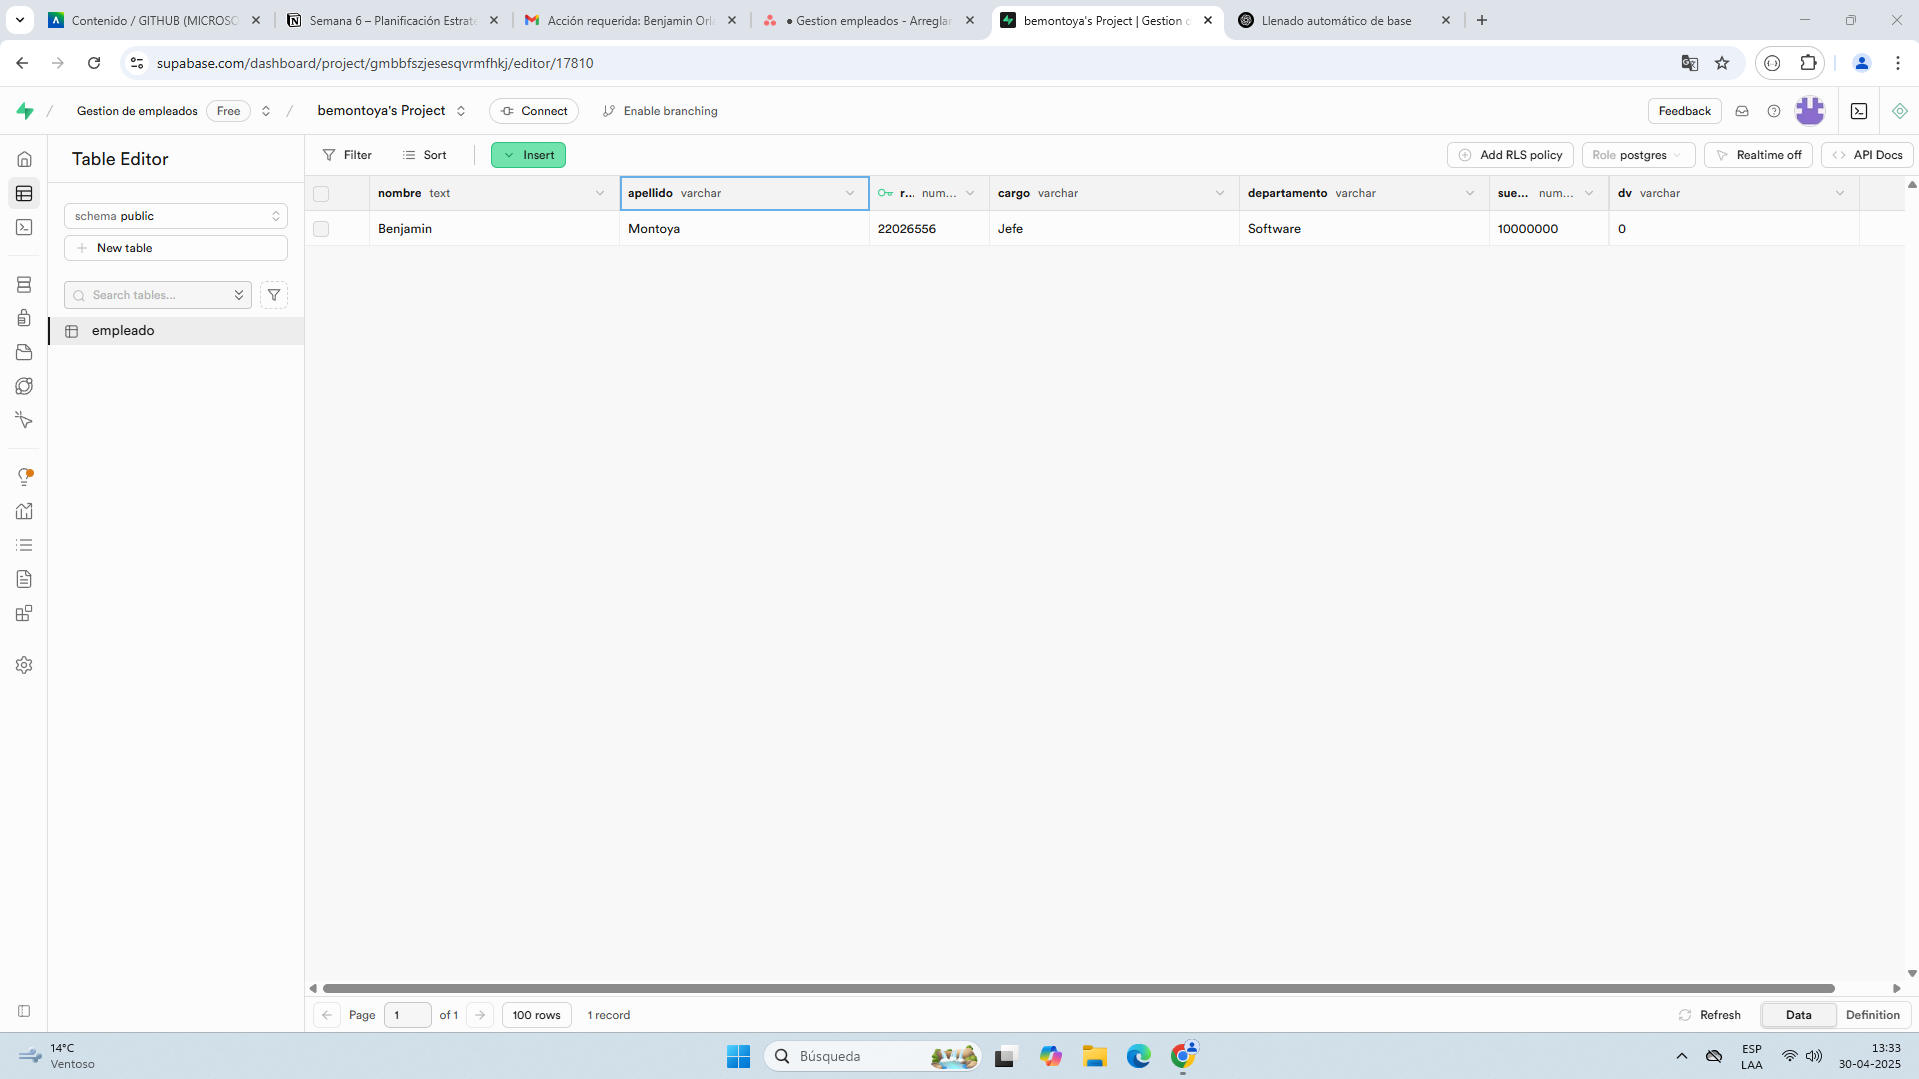 Contenido / GITHUB (MICROSO
Semana 6 – Planificación Estrate
Acción requerida: Benjamin Orl
• Gestion empleados - Arreglar
bemontoya's Project | Gestion
Llenado automático de base
supabase.com/dashboard/project/gmbbfszjesesqvrmfhkj/editor/17810
/ Gestion de empleados Free / bemontoya's Project Connect Enable branching Feedback
Table Editor
Filter Sort Insert Add RLS policy Role postgres Realtime off API Docs
nombre text apellido varchar r... num... cargo varchar departamento varchar sue... num... dv varchar
schema public
Benjamin Montoya 22026556 Jefe Software 10000000 0
New table
Search tables...
empleado
Page 1 of 1 100 rows 1 record Refresh Data Definition
14°C
Ventoso
Búsqueda
ESP
LAA
13:33
30-04-2025